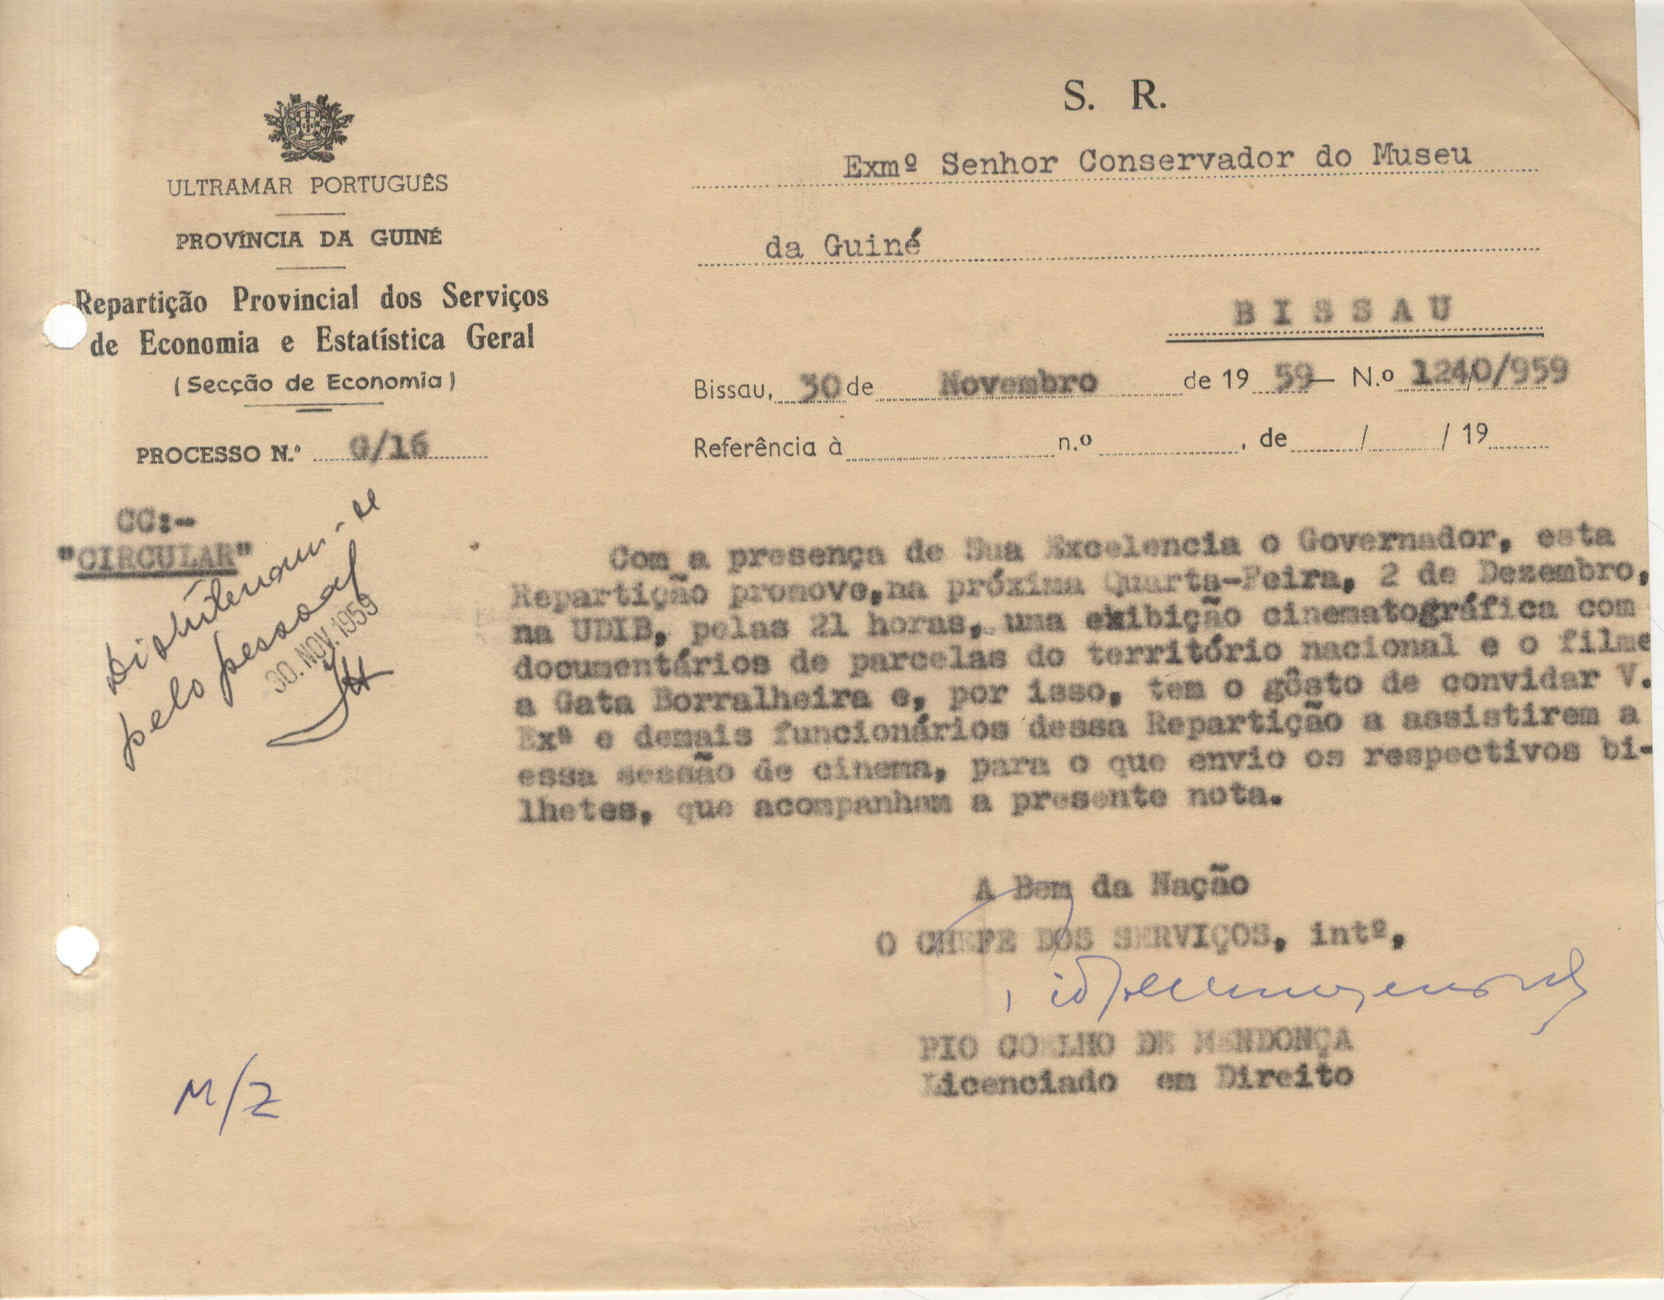 S. R.
ULTRAMAR PORTUGUÊS
PROVÍNCIA DA GUINÉ
Repartição Provincial dos Serviços
de Economia e Estatística Geral
(Secção de Economia)
PROCESSO N.º G/16
Exmº Senhor Conservador do Museu
da Guiné
BISSAU
Bissau, 30 de Novembro de 19 59- N.º 1240/959
Referência à n.º , de / / 19
CC:-
"CIRCULAR"
Distribuam-se
pelo pessoal
30. NOV. 1959
Com a presença de Sua Excelencia o Governador, esta
Repartição promove,na próxima Quarta-Feira, 2 de Dezembro,
na UDIB, pelas 21 horas, uma exibição cinematográfica com
documentários de parcelas do território nacional e o filme
a Gata Borralheira e, por isso, tem o gôsto de convidar V.
Exª e demais funcionários dessa Repartição a assistirem a
essa sessão de cinema, para o que envio os respectivos bi-
lhetes, que acompanham a presente nota.
A Bem da Nação
O CHEFE DOS SERVIÇOS, intº,
PIO COELHO DE MENDONÇA
Licenciado em Direito
M/Z